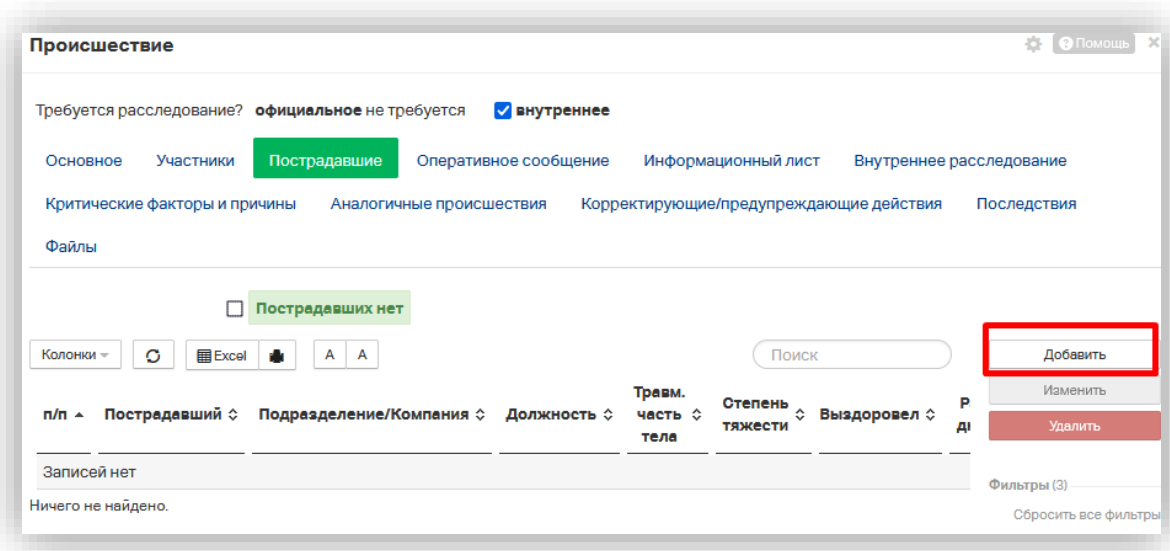 Происшествие
Помощь
Требуется расследование? официальное не требуется внутреннее
Основное Участники Пострадавшие Оперативное сообщение Информационный лист Внутреннее расследование
Критические факторы и причины Аналогичные происшествия Корректирующие/предупреждающие действия Последствия
Файлы
Пострадавших нет
Колонки Excel A A Поиск Добавить
Изменить
п/п Пострадавший Подразделение/Компания Должность Травм. часть тела Степень тяжести Выздоровел
Удалить
Записей нет
Фильтры (3)
Ничего не найдено.
Сбросить все фильтры